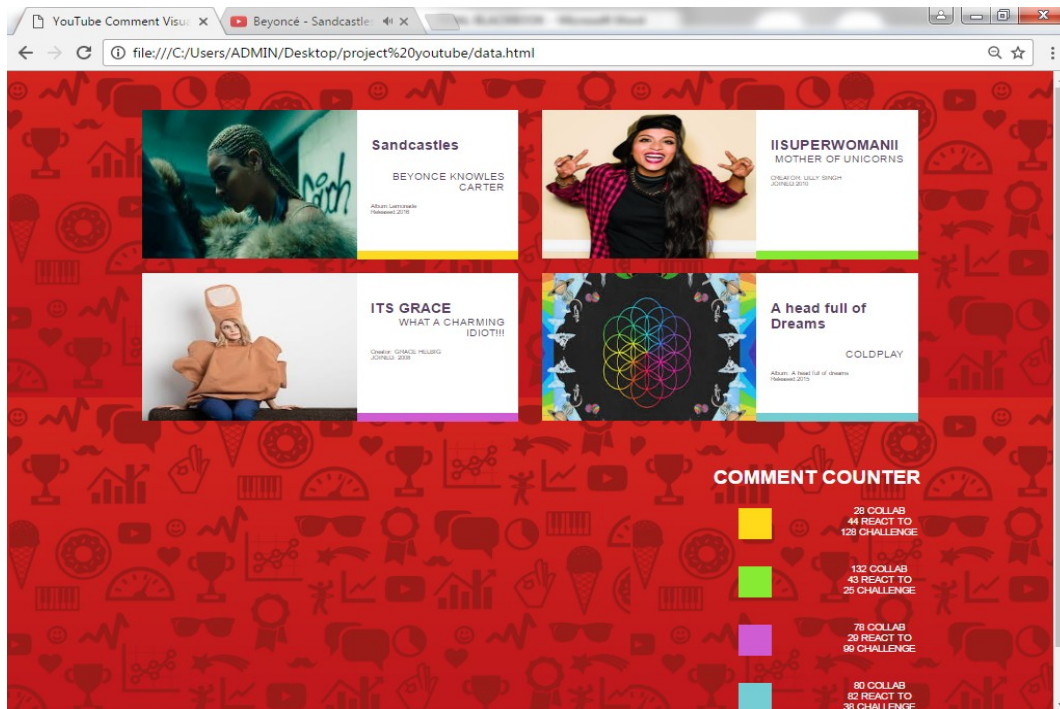 YouTube Comment Visu
Beyoncé - Sandcastle
file:///C:/Users/ADMIN/Desktop/project%20youtube/data.html
Sandcastles
BEYONCE KNOWLES
CARTER
Album: Lemonade
Released:2016
IISUPERWOMANII
MOTHER OF UNICORNS
CREATOR: LILLY SINGH
JOINED:2010
ITS GRACE
WHAT A CHARMING
IDIOT!!!
Creator: GRACE HELBIG
JOINED: 2006
A head full of
Dreams
COLDPLAY
Album: A head full of dreams
Released:2015
COMMENT COUNTER
28 COLLAB
44 REACT TO
128 CHALLENGE
132 COLLAB
43 REACT TO
25 CHALLENGE
78 COLLAB
29 REACT TO
99 CHALLENGE
80 COLLAB
82 REACT TO
38 CHALLENGE